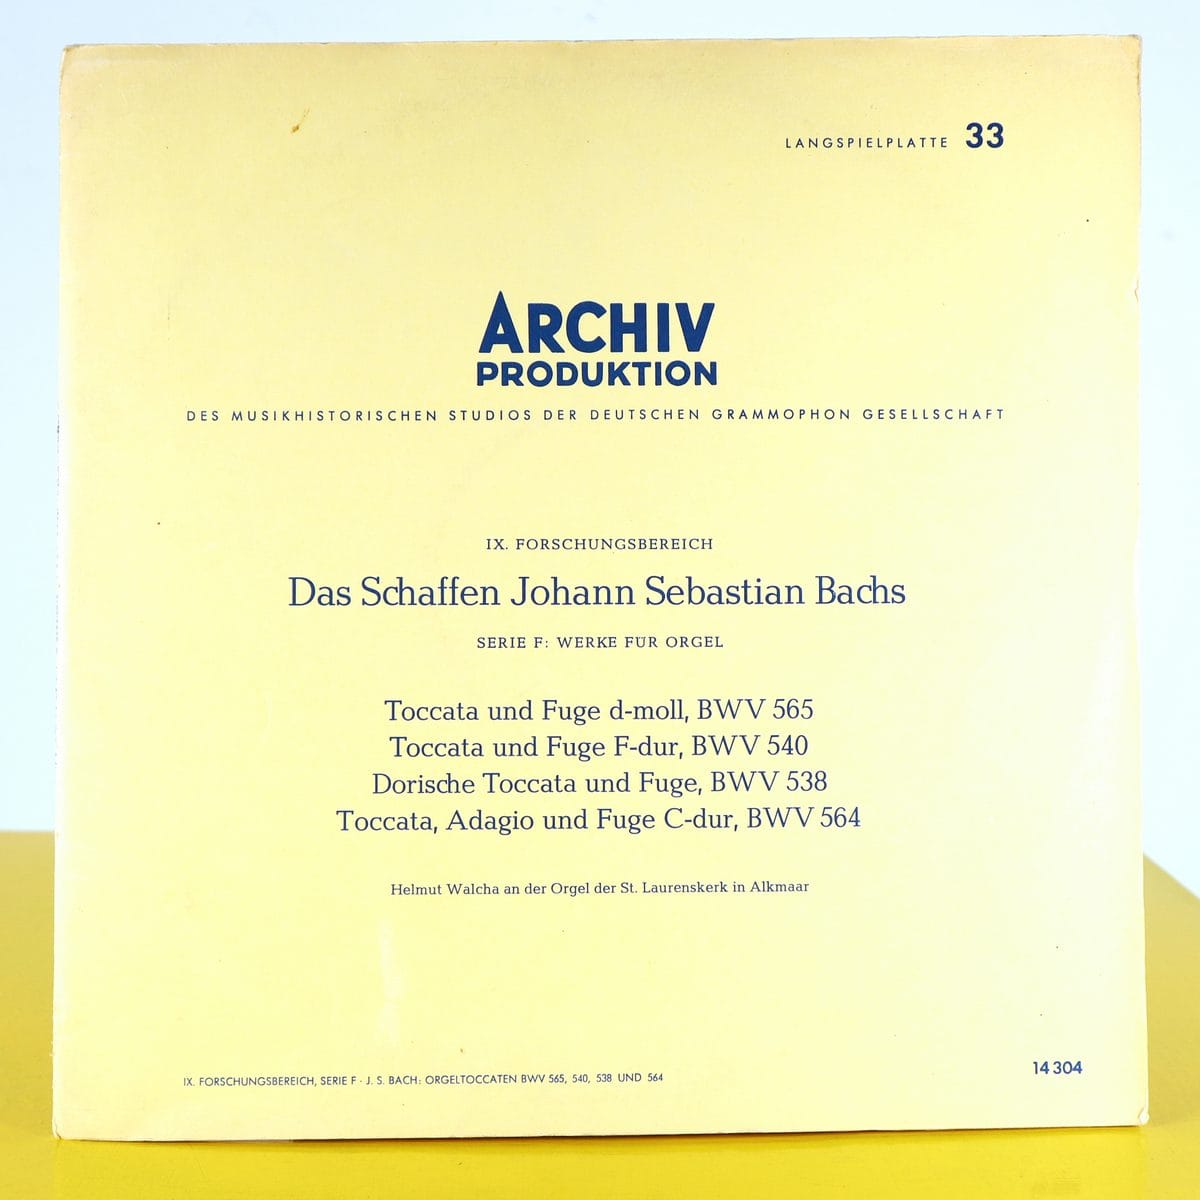 LANGSPIELPLATTE 33
ARCHIV
PRODUKTION
DES MUSIKHISTORISCHEN STUDIOS DER DEUTSCHEN GRAMMOPHON GESELLSCHAFT
IX. FORSCHUNGSBEREICH
Das Schaffen Johann Sebastian Bachs
SERIE F: WERKE FÜR ORGEL
Toccata und Fuge d-moll, BWV 565
Toccata und Fuge F-dur, BWV 540
Dorische Toccata und Fuge, BWV 538
Toccata, Adagio und Fuge C-dur, BWV 564
Helmut Walcha an der Orgel der St. Laurenskerk in Alkmaar
IX. FORSCHUNGSBEREICH, SERIE F · J. S. BACH: ORGELTOCCATEN BWV 565, 540, 538 UND 564
14 304